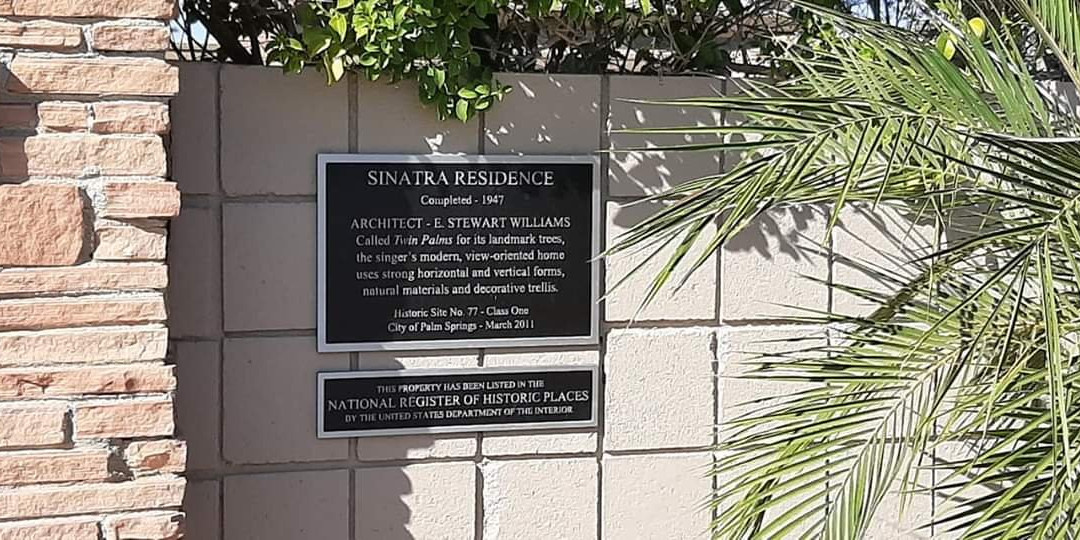 SINATRA RESIDENCE
Completed - 1947
ARCHITECT - E. STEWART WILLIAMS
Called Twin Palms for its landmark trees,
the singer's modern, view-oriented home
uses strong horizontal and vertical forms,
natural materials and decorative trellis.
Historic Site No. 77 - Class One
City of Palm Springs - March 2011
THIS PROPERTY HAS BEEN LISTED IN THE
NATIONAL REGISTER OF HISTORIC PLACES
BY THE UNITED STATES DEPARTMENT OF THE INTERIOR